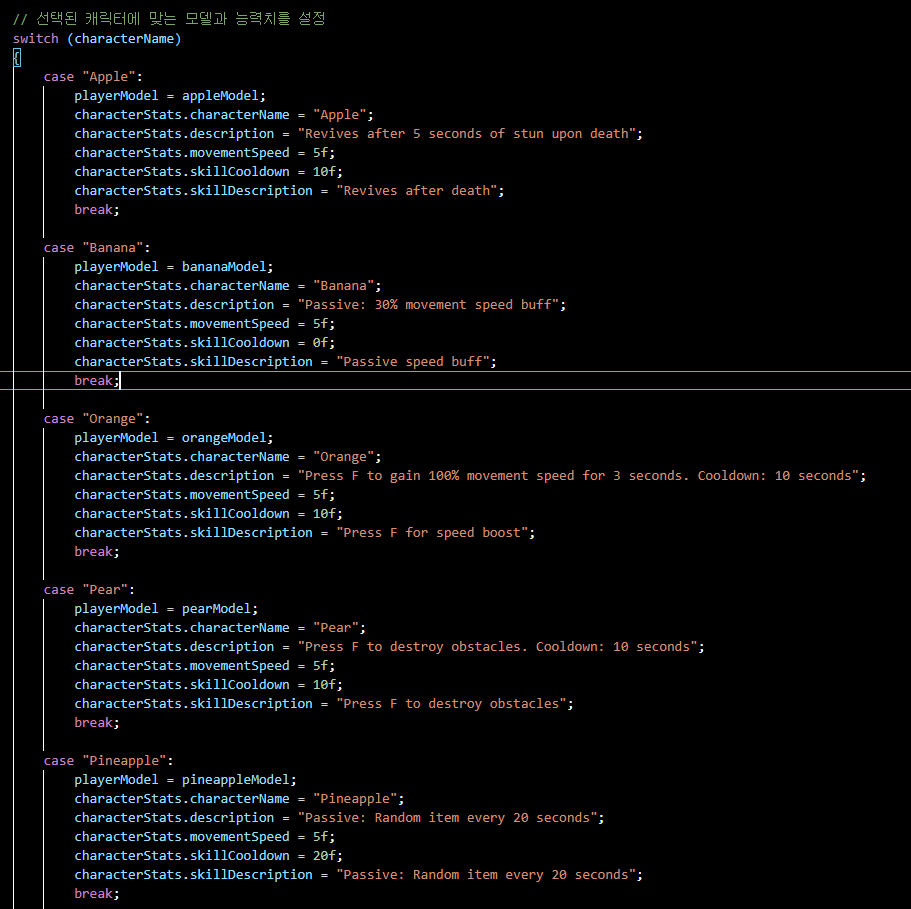 // 선택된 캐릭터에 맞는 모델과 능력치를 설정
switch (characterName)
{
case "Apple":
playerModel = appleModel;
characterStats.characterName = "Apple";
characterStats.description = "Revives after 5 seconds of stun upon death";
characterStats.movementSpeed = 5f;
characterStats.skillCooldown = 10f;
characterStats.skillDescription = "Revives after death";
break;
case "Banana":
playerModel = bananaModel;
characterStats.characterName = "Banana";
characterStats.description = "Passive: 30% movement speed buff";
characterStats.movementSpeed = 5f;
characterStats.skillCooldown = 0f;
characterStats.skillDescription = "Passive speed buff";
break;
case "Orange":
playerModel = orangeModel;
characterStats.characterName = "Orange";
characterStats.description = "Press F to gain 100% movement speed for 3 seconds. Cooldown: 10 seconds";
characterStats.movementSpeed = 5f;
characterStats.skillCooldown = 10f;
characterStats.skillDescription = "Press F for speed boost";
break;
case "Pear":
playerModel = pearModel;
characterStats.characterName = "Pear";
characterStats.description = "Press F to destroy obstacles. Cooldown: 10 seconds";
characterStats.movementSpeed = 5f;
characterStats.skillCooldown = 10f;
characterStats.skillDescription = "Press F to destroy obstacles";
break;
case "Pineapple":
playerModel = pineappleModel;
characterStats.characterName = "Pineapple";
characterStats.description = "Passive: Random item every 20 seconds";
characterStats.movementSpeed = 5f;
characterStats.skillCooldown = 20f;
characterStats.skillDescription = "Passive: Random item every 20 seconds";
break;